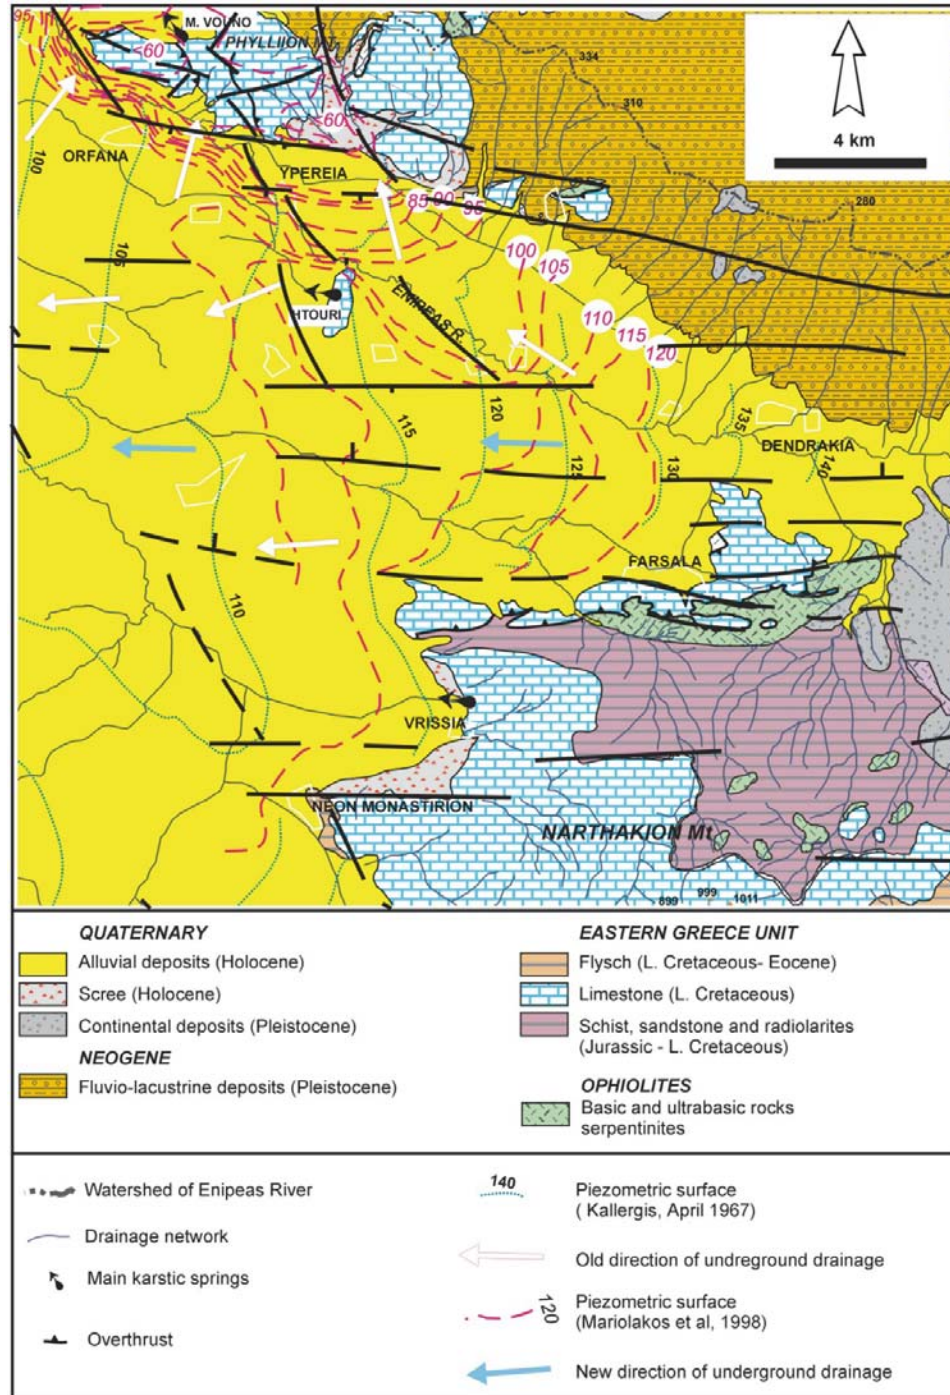 95
M. VOUNO
PHYLLIION MT
<60
334
310
4 km
<60
ORFANA
YPEREIA
100
280
85
90
95
100
105
105
ENIPEAS R.
HTOURI
110
115
120
120
115
135
DENDRAKIA
125
130
140
FARSALA
110
VRISSIA
NEON MONASTIRION
NARTHAKION Mt
899
999
1011
QUATERNARY
Alluvial deposits (Holocene)
Scree (Holocene)
Continental deposits (Pleistocene)
NEOGENE
Fluvio-lacustrine deposits (Pleistocene)
EASTERN GREECE UNIT
Flysch (L. Cretaceous- Eocene)
Limestone (L. Cretaceous)
Schist, sandstone and radiolarites
(Jurassic - L. Cretaceous)
OPHIOLITES
Basic and ultrabasic rocks
serpentinites
Watershed of Enipeas River
Drainage network
Main karstic springs
Overthrust
140
Piezometric surface
( Kallergis, April 1967)
Old direction of undreground drainage
120
Piezometric surface
(Mariolakos et al, 1998)
New direction of underground drainage